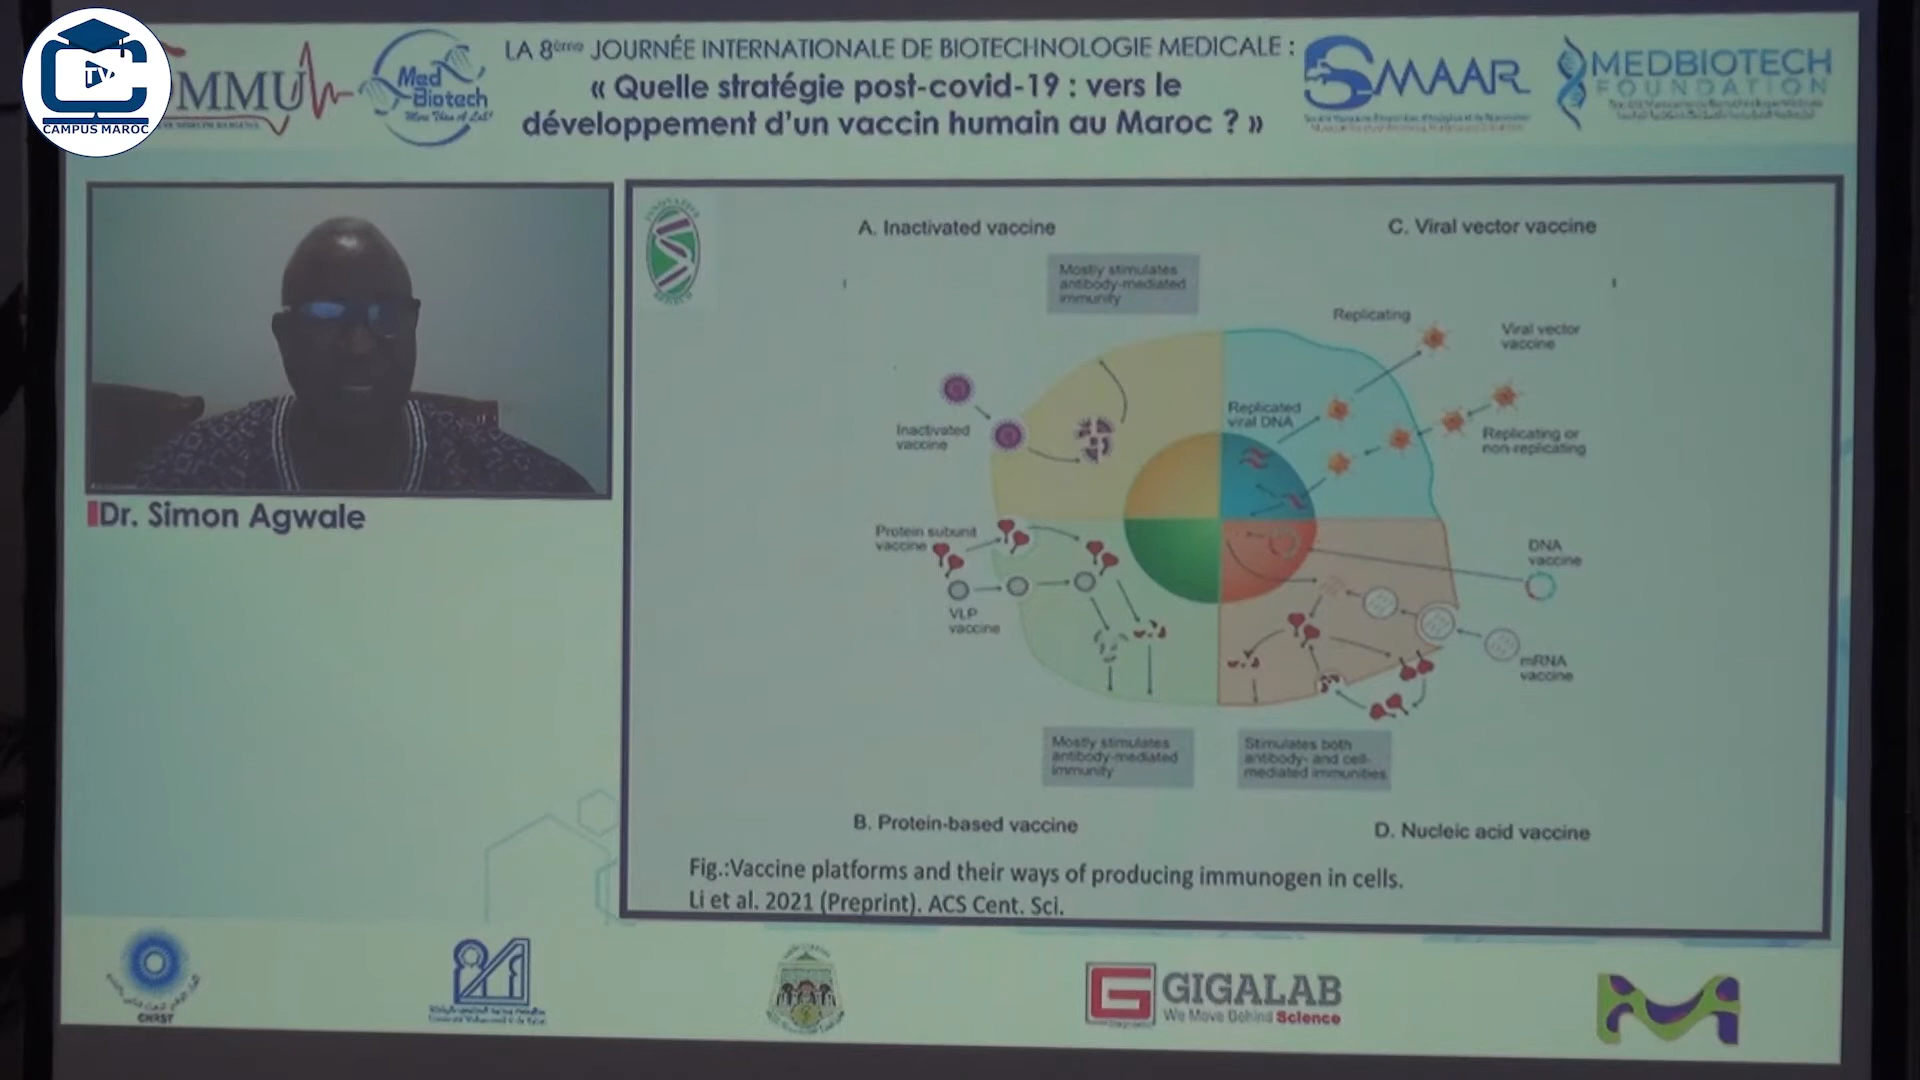 TV
CAMPUS MAROC
MMU
Med
Biotech
LA 8ème JOURNÉE INTERNATIONALE DE BIOTECHNOLOGIE MEDICALE :
« Quelle stratégie post-covid-19 : vers le
développement d'un vaccin humain au Maroc ? »
SMAAR
MEDBIOTECH
FOUNDATION
Dr. Simon Agwale
A. Inactivated vaccine
C. Viral vector vaccine
Mostly stimulates
antibody-mediated
immunity
Replicating
Viral vector
vaccine
Replicated
viral DNA
Inactivated
vaccine
Replicating or
non-replicating
Protein subunit
vaccine
VLP
vaccine
DNA
vaccine
mRNA
vaccine
Mostly stimulates
antibody-mediated
immunity
Stimulates both
antibody- and cell-
mediated immunities
B. Protein-based vaccine
D. Nucleic acid vaccine
Fig.:Vaccine platforms and their ways of producing immunogen in cells.
Li et al. 2021 (Preprint). ACS Cent. Sci.
CNRST
GIGALAB
We Move Behind Science